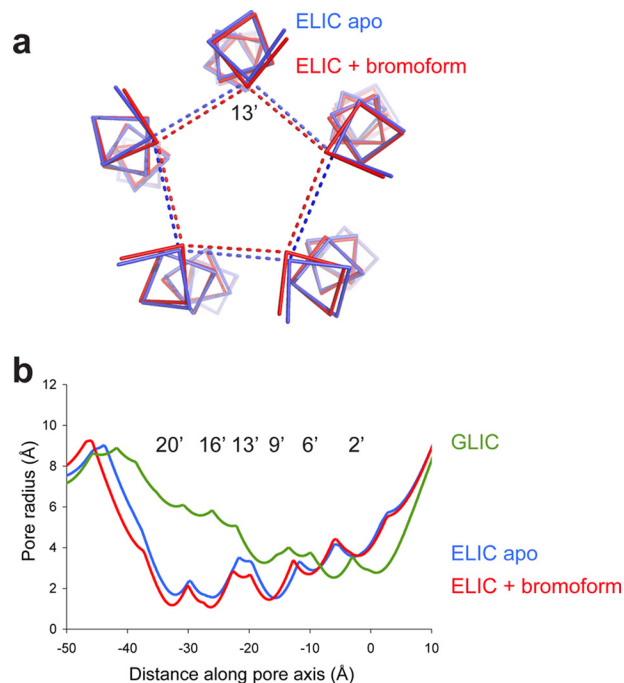 a
ELIC apo
ELIC + bromoform
13’
b
12
10
8
6
4
2
0
Pore radius (Å)
20’ 16’ 13’ 9’ 6’ 2’
GLIC
ELIC apo
ELIC + bromoform
-50 -40 -30 -20 -10 0 10
Distance along pore axis (Å)